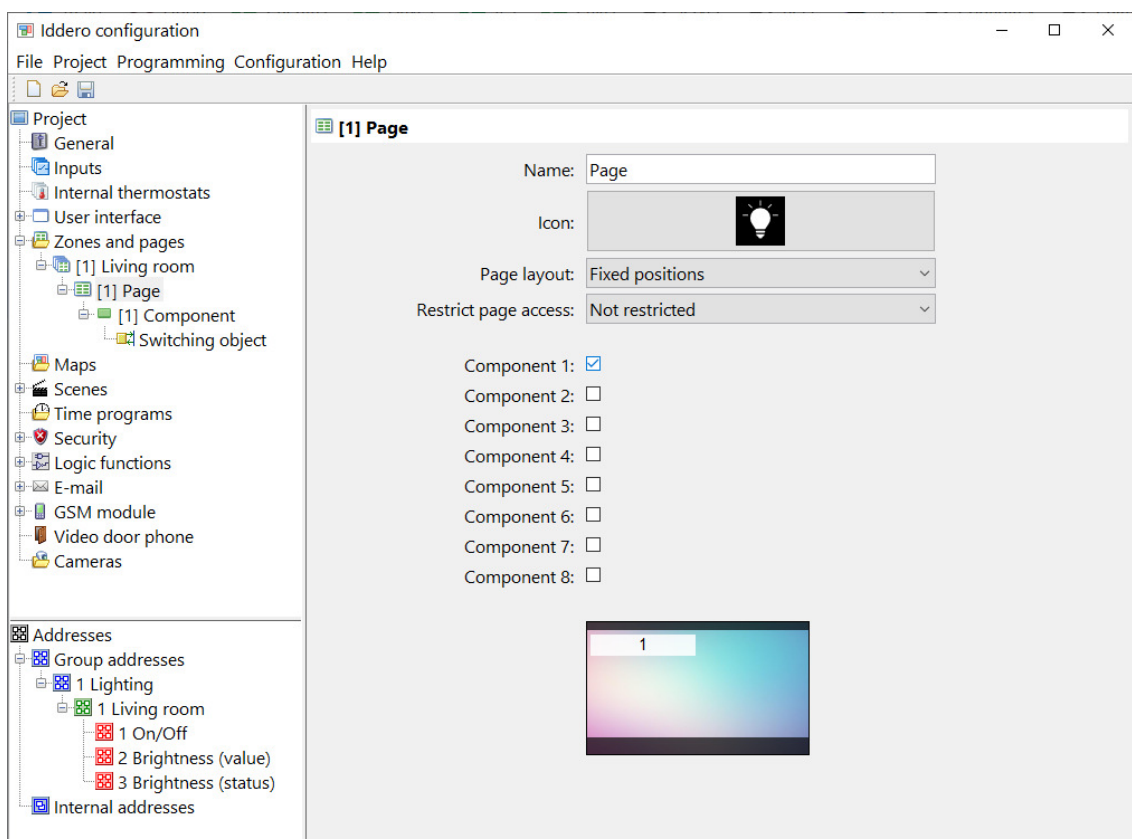 Iddero configuration
File Project Programming Configuration Help
Project
General
Inputs
Internal thermostats
User interface
Zones and pages
[1] Living room
[1] Page
[1] Component
Switching object
Maps
Scenes
Time programs
Security
Logic functions
E-mail
GSM module
Video door phone
Cameras
Addresses
Group addresses
1 Lighting
1 Living room
1 On/Off
2 Brightness (value)
3 Brightness (status)
Internal addresses
[1] Page
Name: Page
Icon:
Page layout: Fixed positions
Restrict page access: Not restricted
Component 1:
Component 2:
Component 3:
Component 4:
Component 5:
Component 6:
Component 7:
Component 8:
1